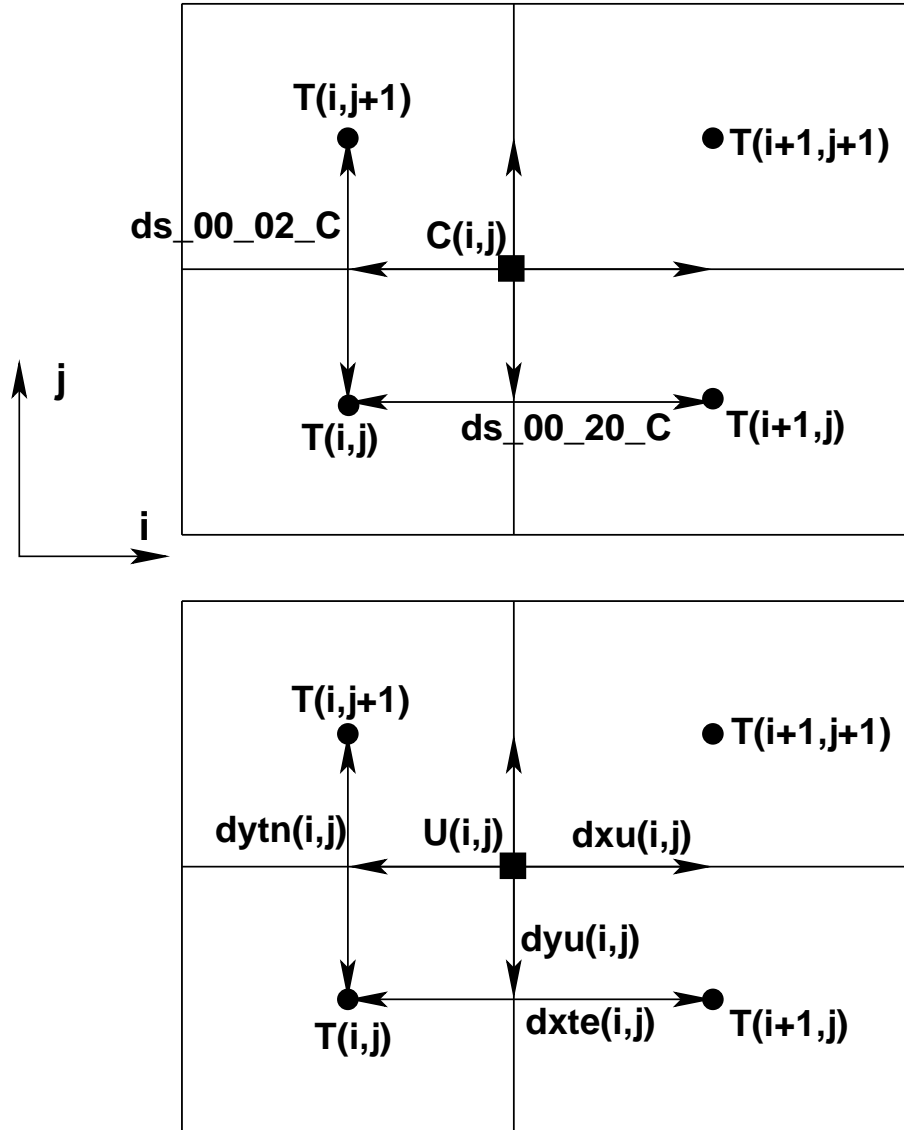 T(i,j+1)
T(i+1,j+1)
ds_00_02_C
C(i,j)
j
T(i,j)
ds_00_20_C
T(i+1,j)
i
T(i,j+1)
T(i+1,j+1)
dytn(i,j)
U(i,j)
dxu(i,j)
dyu(i,j)
T(i,j)
dxte(i,j)
T(i+1,j)